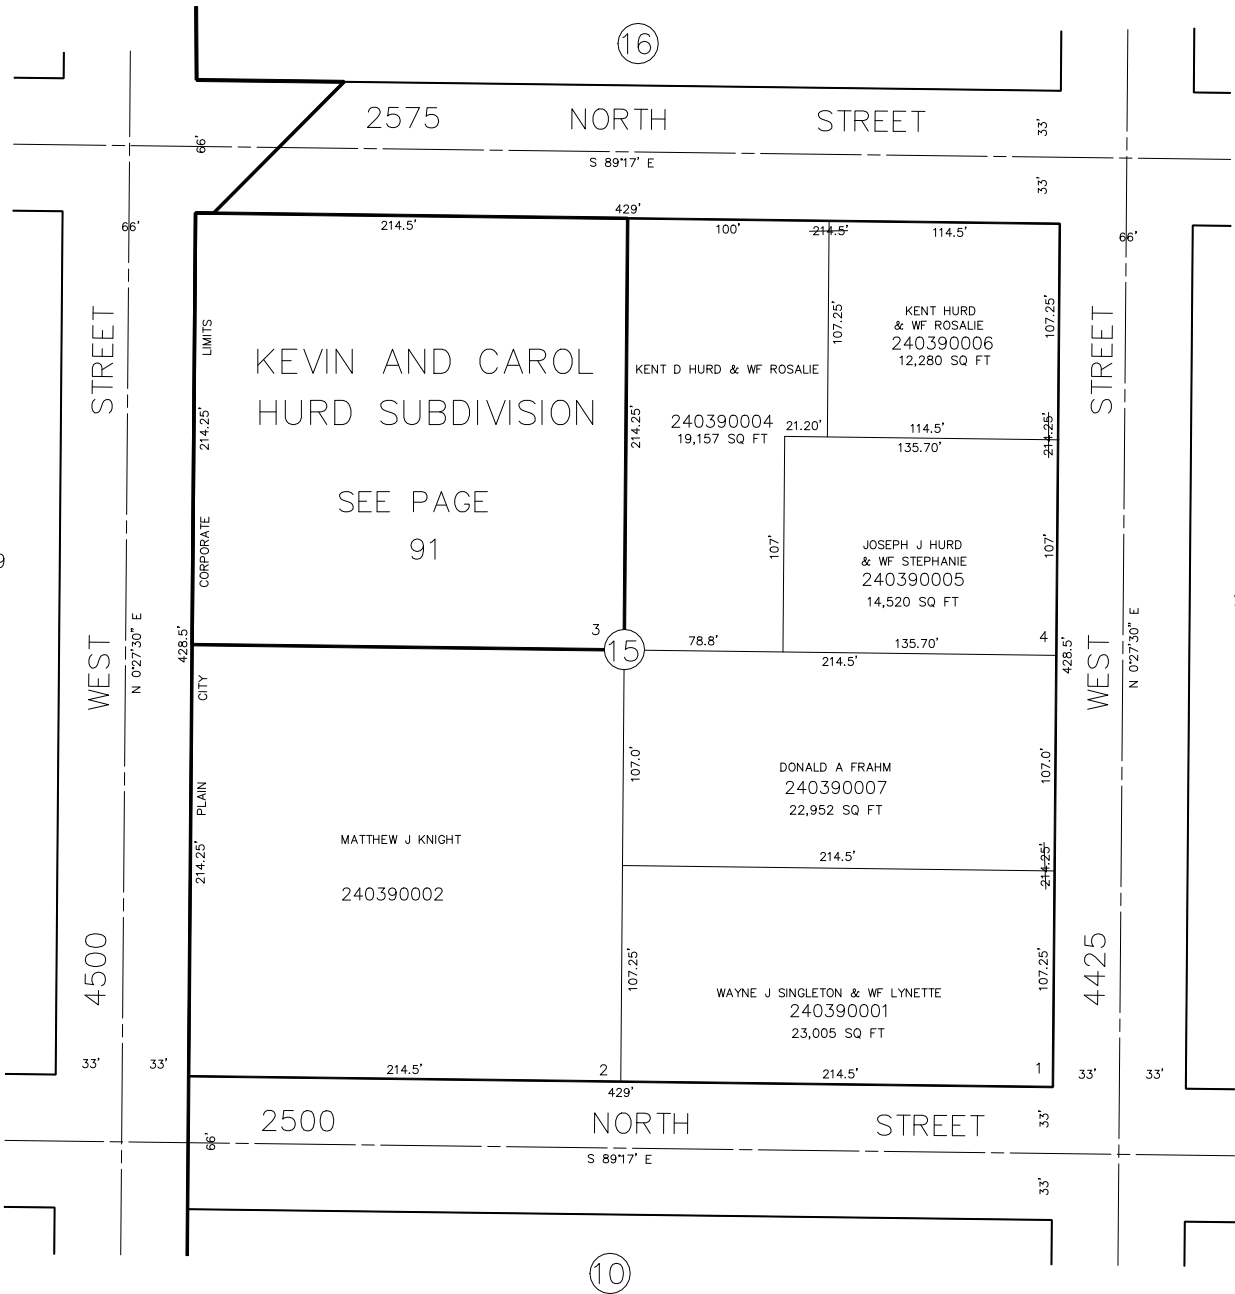 16
2575 NORTH STREET
33'
66'
S 89°17' E
33'
429'
66'
214.5'
100'
214.5'
114.5'
66'
LIMITS
107.25'
107.25'
KENT HURD
& WF ROSALIE
240390006
12,280 SQ FT
STREET
STREET
KEVIN AND CAROL
HURD SUBDIVISION
KENT D HURD & WF ROSALIE
240390004
19,157 SQ FT
214.25'
214.25'
21.20'
114.5'
135.70'
214.25'
SEE PAGE
91
CORPORATE
107'
JOSEPH J HURD
& WF STEPHANIE
240390005
14,520 SQ FT
107'
9
3
15
78.8'
135.70'
4
214.5'
428.5'
428.5'
N 0°27'30" E
N 0°27'30" E
WEST
WEST
CITY
107.0'
DONALD A FRAHM
240390007
22,952 SQ FT
107.0'
PLAIN
MATTHEW J KNIGHT
240390002
214.25'
214.5'
214.25'
4500
4425
107.25'
WAYNE J SINGLETON & WF LYNETTE
240390001
23,005 SQ FT
107.25'
33'
33'
214.5'
2
214.5'
1
33'
33'
429'
2500 NORTH STREET
33'
66'
S 89°17' E
33'
10